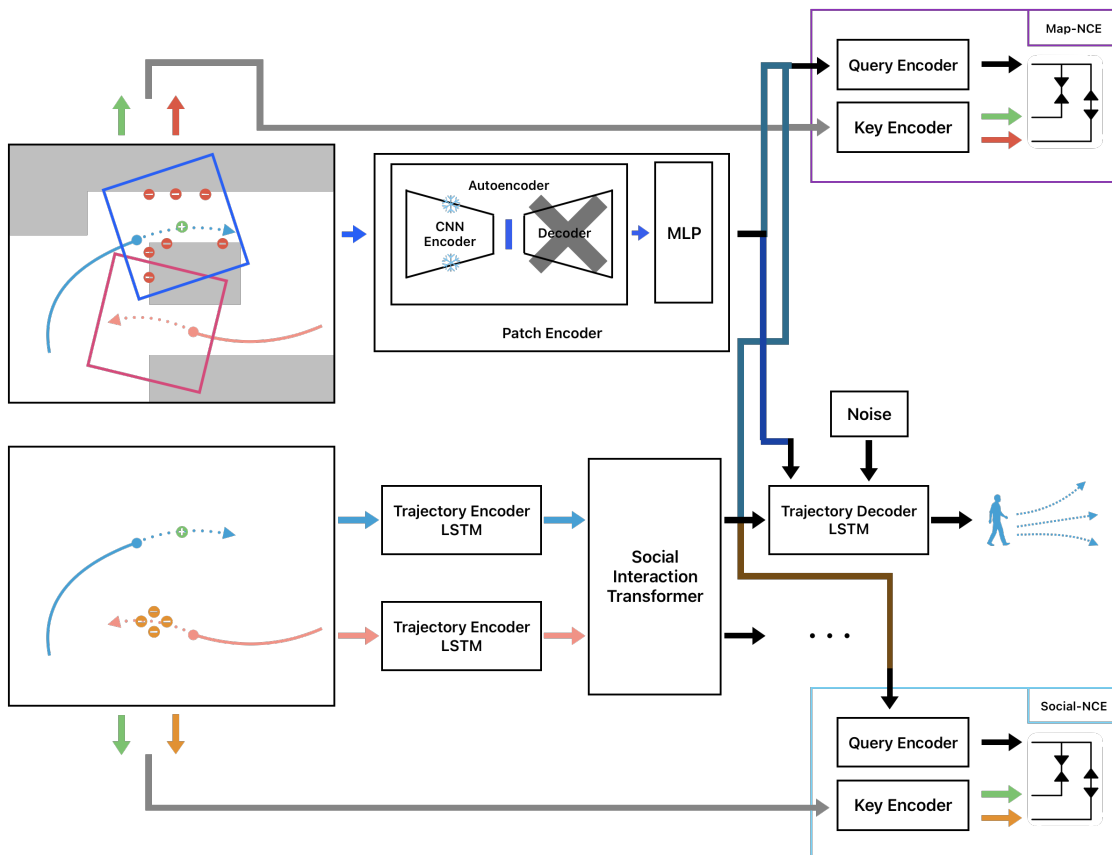 Map-NCE
Query Encoder
Key Encoder
Autoencoder
CNN
Encoder
Decoder
MLP
Patch Encoder
Noise
Trajectory Encoder
LSTM
Trajectory Decoder
LSTM
Social
Interaction
Transformer
Trajectory Encoder
LSTM
. . .
Social-NCE
Query Encoder
Key Encoder